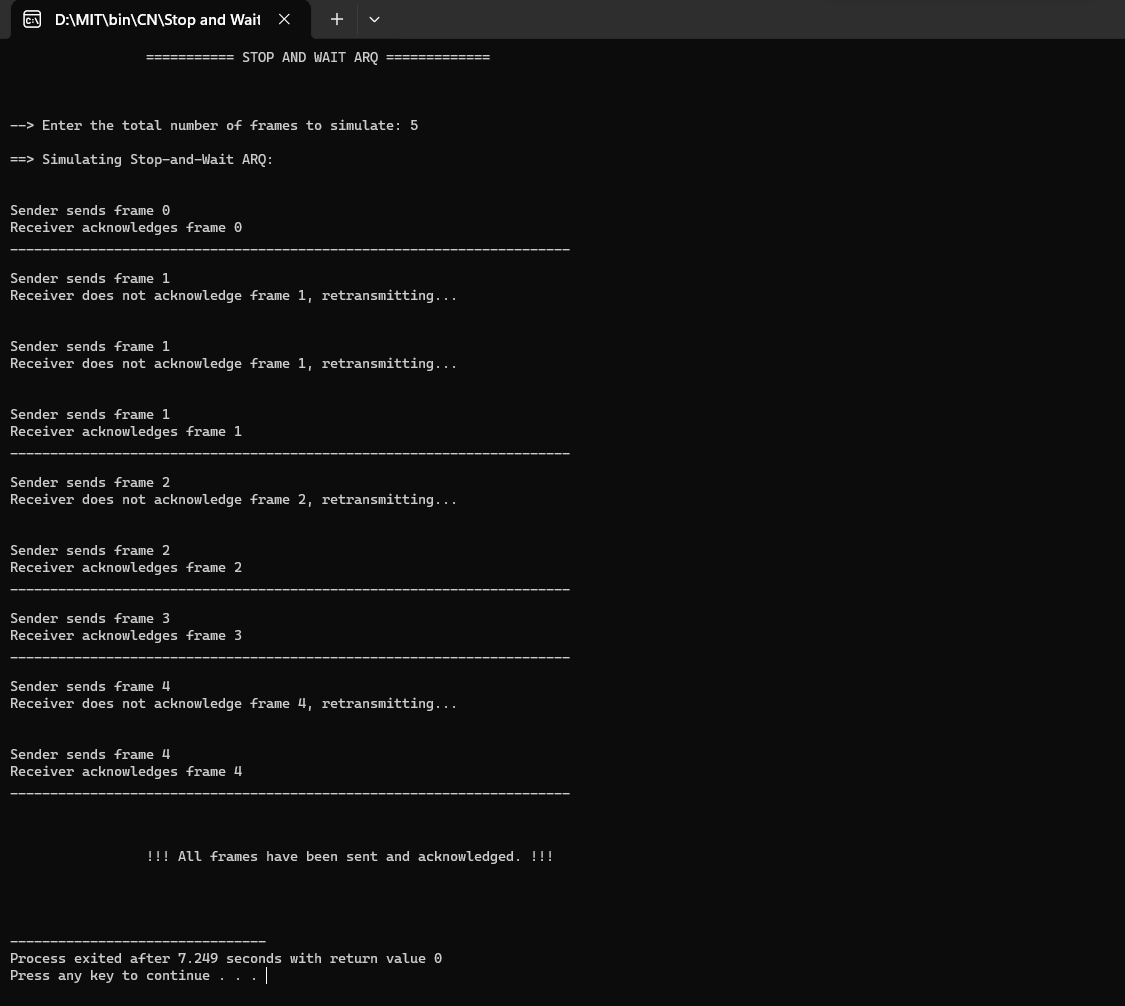 D:\MIT\bin\CN\Stop and Wait
=========== STOP AND WAIT ARQ =============
--> Enter the total number of frames to simulate: 5
==> Simulating Stop-and-Wait ARQ:
Sender sends frame 0
Receiver acknowledges frame 0
----------------------------------------------------------------------
Sender sends frame 1
Receiver does not acknowledge frame 1, retransmitting...
Sender sends frame 1
Receiver does not acknowledge frame 1, retransmitting...
Sender sends frame 1
Receiver acknowledges frame 1
----------------------------------------------------------------------
Sender sends frame 2
Receiver does not acknowledge frame 2, retransmitting...
Sender sends frame 2
Receiver acknowledges frame 2
----------------------------------------------------------------------
Sender sends frame 3
Receiver acknowledges frame 3
----------------------------------------------------------------------
Sender sends frame 4
Receiver does not acknowledge frame 4, retransmitting...
Sender sends frame 4
Receiver acknowledges frame 4
----------------------------------------------------------------------
!!! All frames have been sent and acknowledged. !!!
--------------------------------
Process exited after 7.249 seconds with return value 0
Press any key to continue . . .